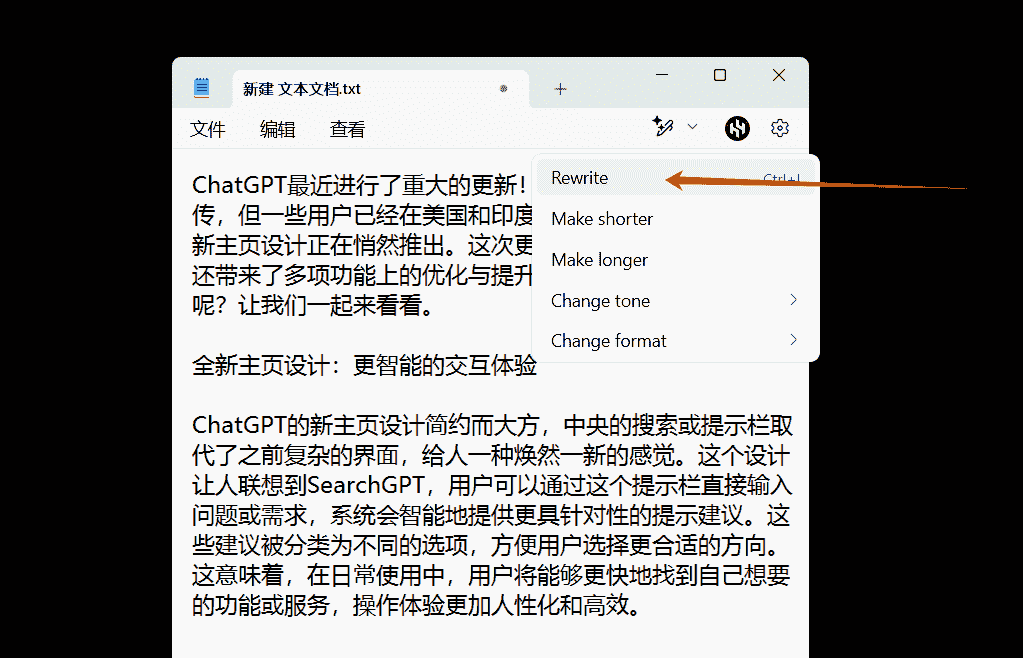 新建 文本文档.txt
文件 编辑 查看
Rewrite Ctrl+I
Make shorter
Make longer
Change tone
Change format
ChatGPT最近进行了重大的更新！
传，但一些用户已经在美国和印度
新主页设计正在悄然推出。这次更
还带来了多项功能上的优化与提升
呢？让我们一起来看看。
全新主页设计：更智能的交互体验
ChatGPT的新主页设计简约而大方，中央的搜索或提示栏取
代了之前复杂的界面，给人一种焕然一新的感觉。这个设计
让人联想到SearchGPT，用户可以通过这个提示栏直接输入
问题或需求，系统会智能地提供更具针对性的提示建议。这
些建议被分类为不同的选项，方便用户选择更合适的方向。
这意味着，在日常使用中，用户将能够更快地找到自己想要
的功能或服务，操作体验更加人性化和高效。